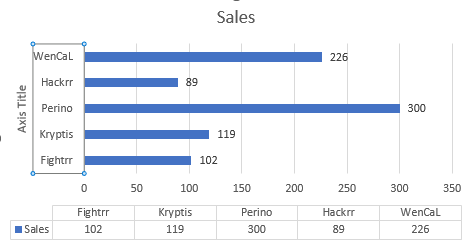 Sales
WenCaL 226
Hackrr 89
Axis Title
Perino 300
Kryptis 119
Fightrr 102
0 50 100 150 200 250 300 350
Fightrr Kryptis Perino Hackrr WenCaL
Sales 102 119 300 89 226